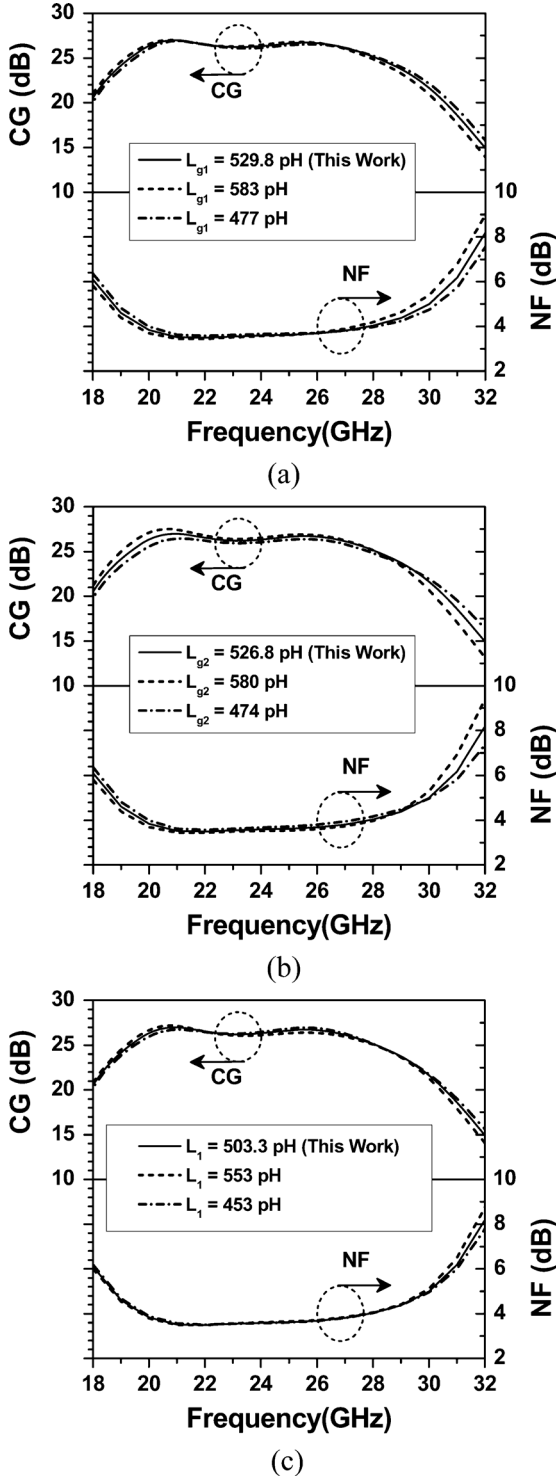 30
25
20
15
10
CG (dB)
CG
L_g1 = 529.8 pH (This Work)
L_g1 = 583 pH
L_g1 = 477 pH
10
8
6
4
2
NF (dB)
NF
18 20 22 24 26 28 30 32
Frequency(GHz)
(a)
30
25
20
15
10
CG (dB)
CG
L_g2 = 526.8 pH (This Work)
L_g2 = 580 pH
L_g2 = 474 pH
10
8
6
4
2
NF (dB)
NF
18 20 22 24 26 28 30 32
Frequency(GHz)
(b)
30
25
20
15
10
CG (dB)
CG
L_1 = 503.3 pH (This Work)
L_1 = 553 pH
L_1 = 453 pH
10
8
6
4
2
NF (dB)
NF
18 20 22 24 26 28 30 32
Frequency(GHz)
(c)